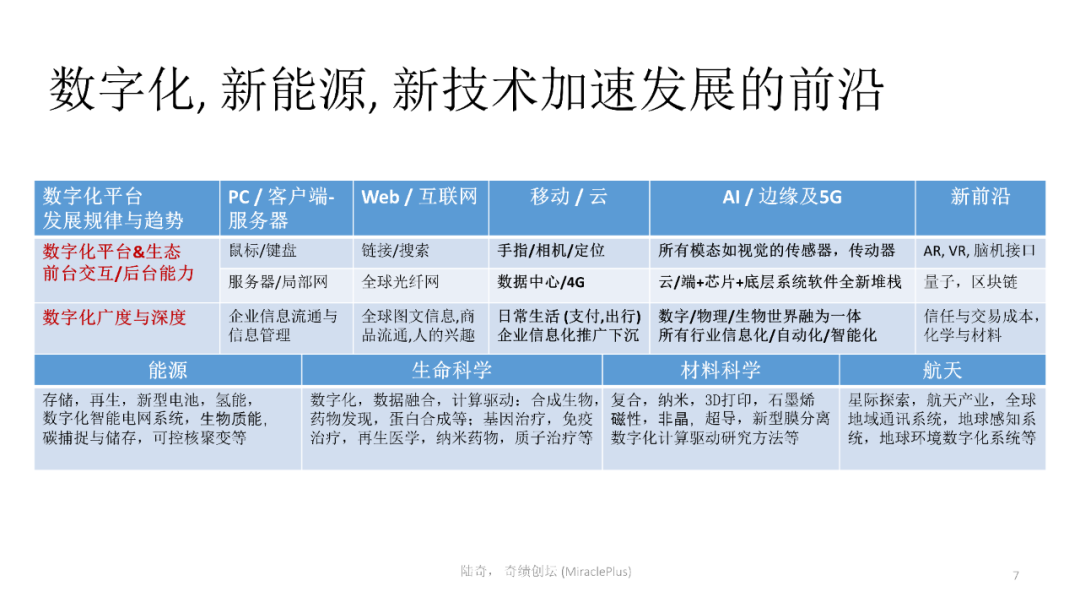 数字化, 新能源, 新技术加速发展的前沿
数字化平台
发展规律与趋势
PC / 客户端-
服务器
Web / 互联网
移动 / 云
AI / 边缘及5G
新前沿
数字化平台&生态
前台交互/后台能力
鼠标/键盘
链接/搜索
手指/相机/定位
所有模态如视觉的传感器，传动器
AR, VR, 脑机接口
服务器/局部网
全球光纤网
数据中心/4G
云/端+芯片+底层系统软件全新堆栈
量子，区块链
数字化广度与深度
企业信息流通与
信息管理
全球图文信息,商
品流通,人的兴趣
日常生活 (支付,出行)
企业信息化推广下沉
数字/物理/生物世界融为一体
所有行业信息化/自动化/智能化
信任与交易成本，
化学与材料
能源
生命科学
材料科学
航天
存储，再生，新型电池，氢能，
数字化智能电网系统，生物质能，
碳捕捉与储存，可控核聚变等
数字化，数据融合，计算驱动：合成生物，
药物发现，蛋白合成等；基因治疗，免疫
治疗，再生医学，纳米药物，质子治疗等
复合，纳米，3D打印，石墨烯
磁性，非晶，超导，新型膜分离
数字化计算驱动研究方法等
星际探索，航天产业，全球
地域通讯系统，地球感知系
统，地球环境数字化系统等
陆奇， 奇绩创坛 (MiraclePlus)
7